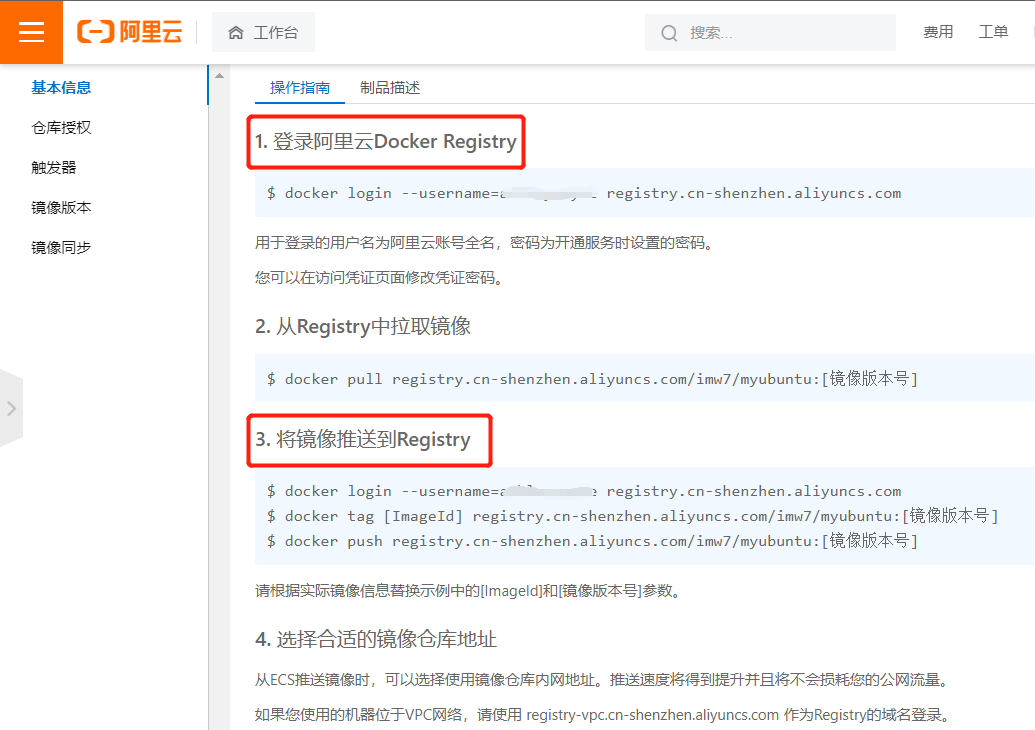 阿里云
工作台
搜索...
费用 工单
基本信息
仓库授权
触发器
镜像版本
镜像同步
操作指南 制品描述
1. 登录阿里云Docker Registry
$ docker login --username= registry.cn-shenzhen.aliyuncs.com
用于登录的用户名为阿里云账号全名，密码为开通服务时设置的密码。
您可以在访问凭证页面修改凭证密码。
2. 从Registry中拉取镜像
$ docker pull registry.cn-shenzhen.aliyuncs.com/imw7/myubuntu:[镜像版本号]
3. 将镜像推送到Registry
$ docker login --username= registry.cn-shenzhen.aliyuncs.com
$ docker tag [ImageId] registry.cn-shenzhen.aliyuncs.com/imw7/myubuntu:[镜像版本号]
$ docker push registry.cn-shenzhen.aliyuncs.com/imw7/myubuntu:[镜像版本号]
请根据实际镜像信息替换示例中的[ImageId]和[镜像版本号]参数。
4. 选择合适的镜像仓库地址
从ECS推送镜像时，可以选择使用镜像仓库内网地址。推送速度将得到提升并且将不会损耗您的公网流量。
如果您使用的机器位于VPC网络，请使用 registry-vpc.cn-shenzhen.aliyuncs.com 作为Registry的域名登录。